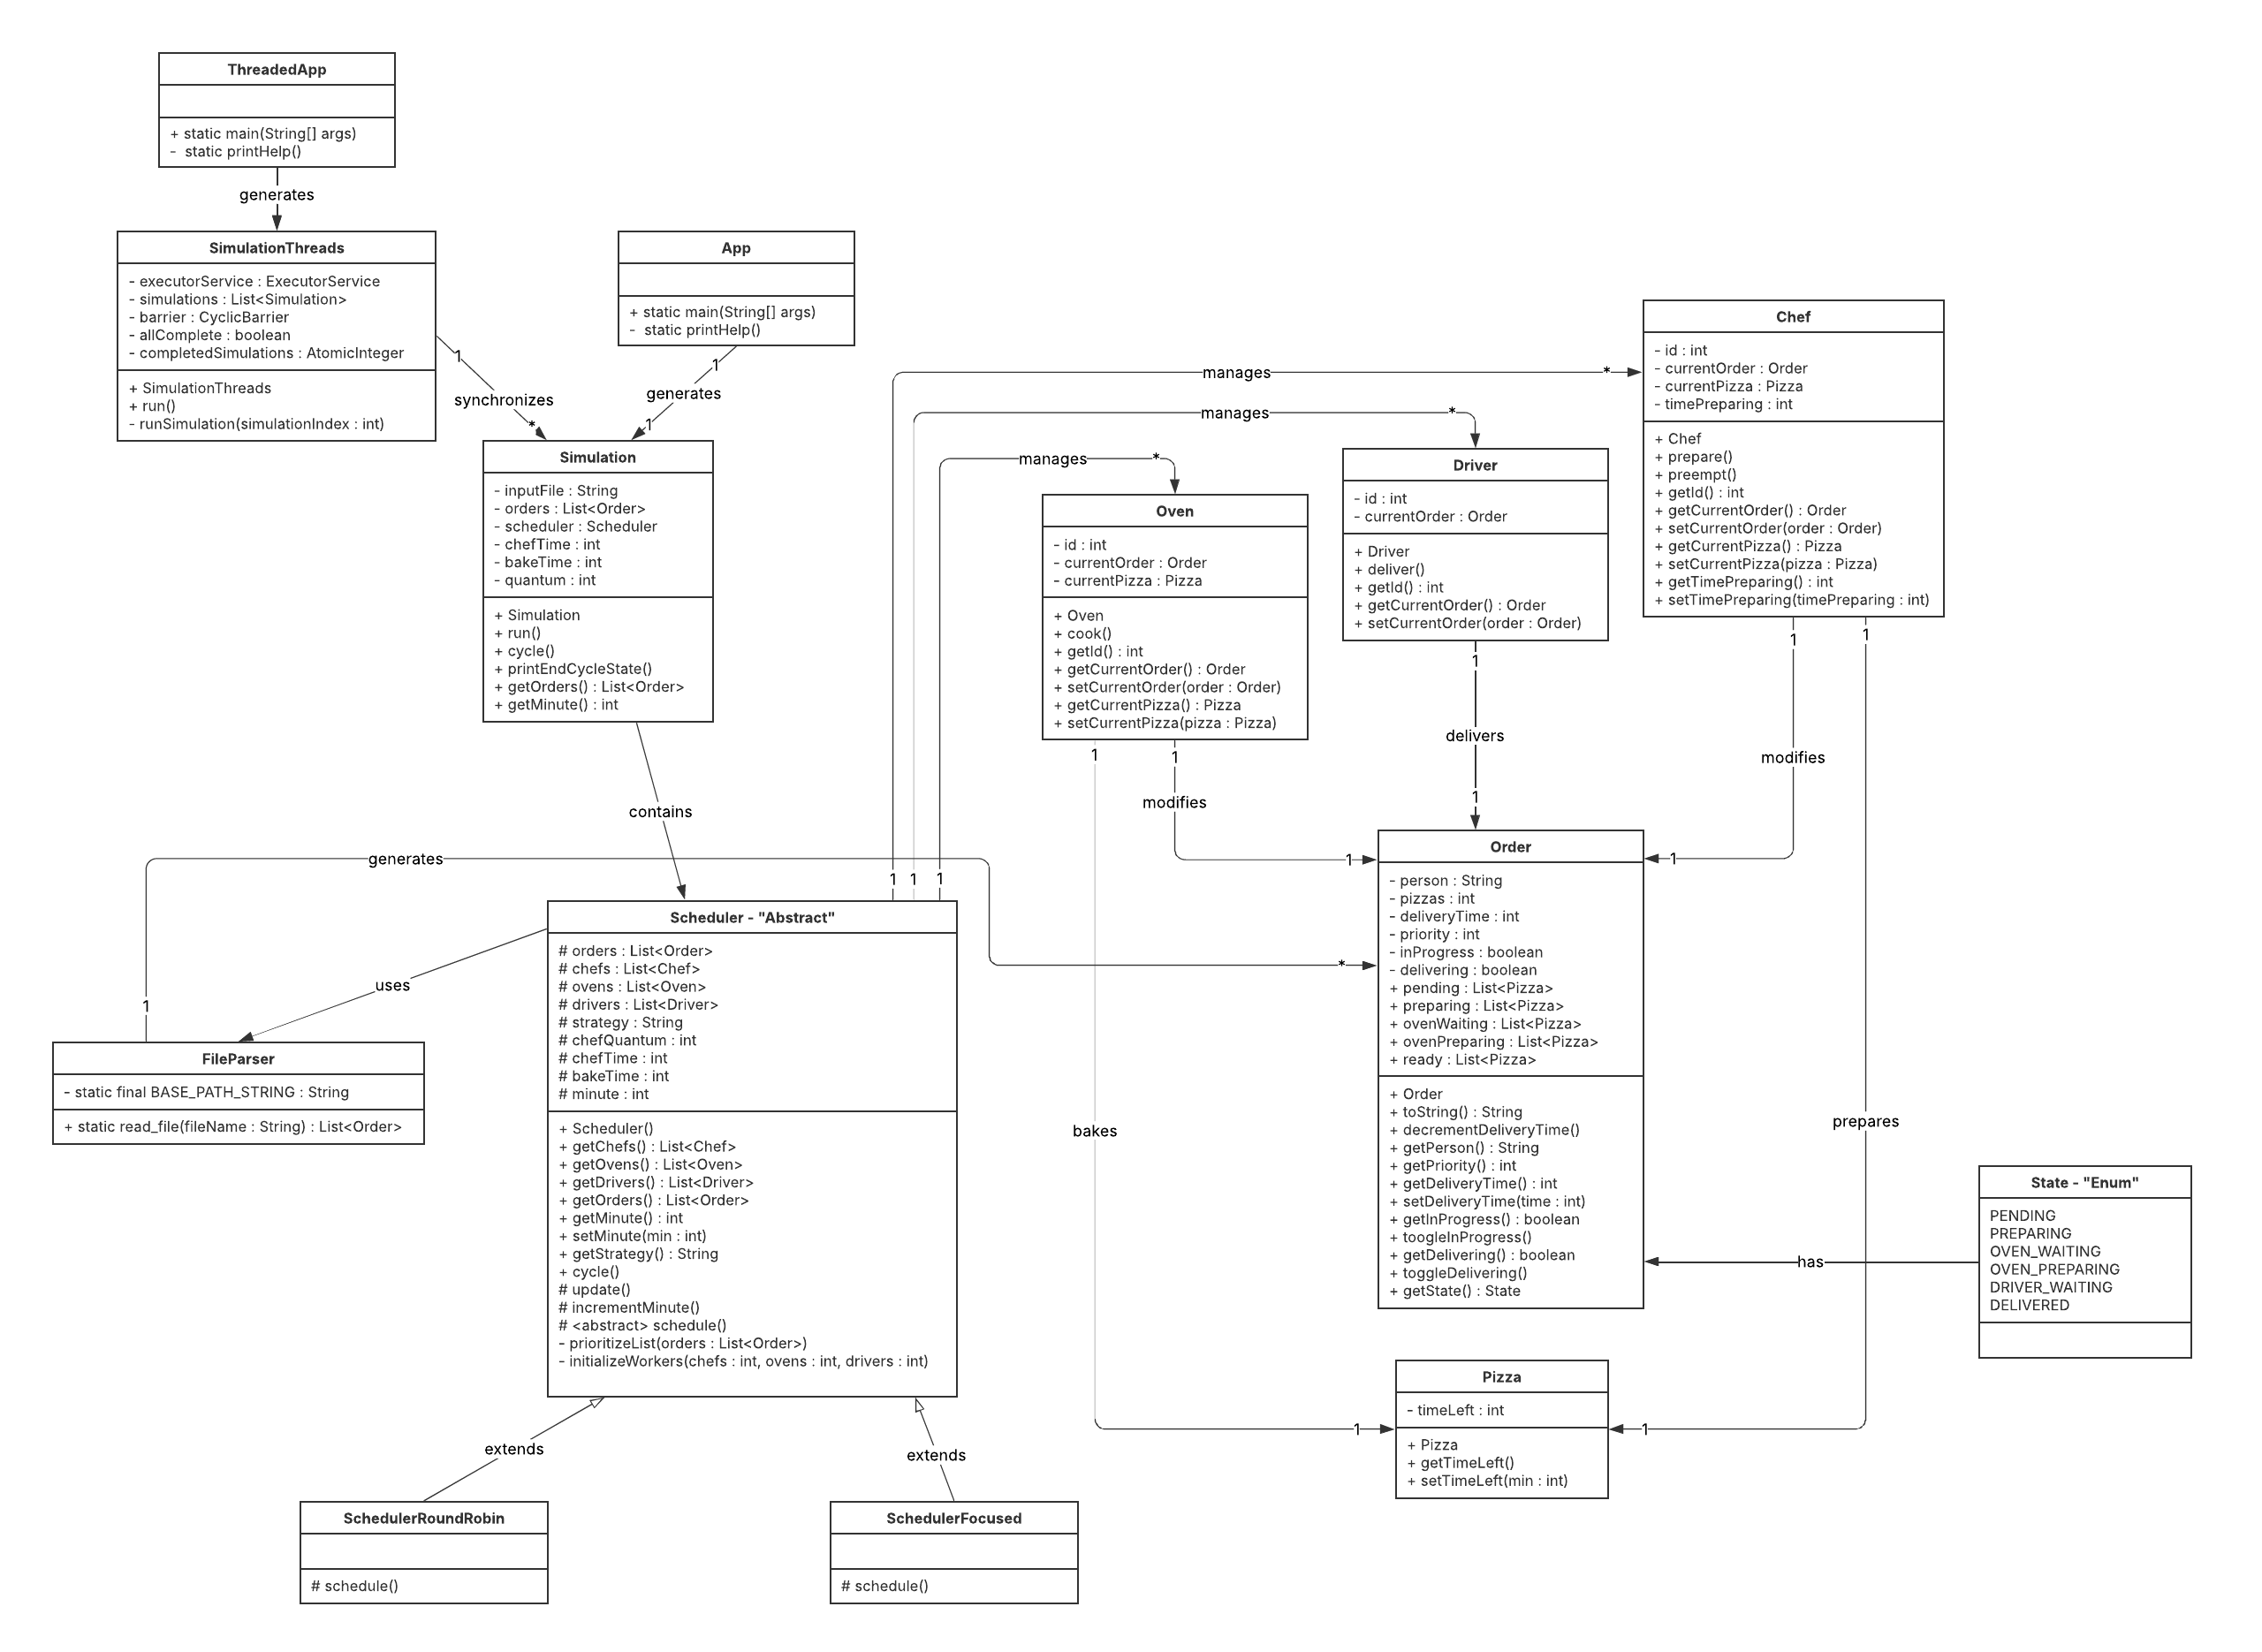 ThreadedApp
+ static main(String[] args)
- static printHelp()
generates
SimulationThreads
- executorService : ExecutorService
- simulations : List<Simulation>
- barrier : CyclicBarrier
- allComplete : boolean
- completedSimulations : AtomicInteger
+ SimulationThreads
+ run()
- runSimulation(simulationIndex : int)
1
synchronizes
*
App
+ static main(String[] args)
- static printHelp()
1
generates
1
Simulation
- inputFile : String
- orders : List<Order>
- scheduler : Scheduler
- chefTime : int
- bakeTime : int
- quantum : int
+ Simulation
+ run()
+ cycle()
+ printEndCycleState()
+ getOrders() : List<Order>
+ getMinute() : int
contains
manages
*
manages
*
manages
*
1
1
1
Chef
- id : int
- currentOrder : Order
- currentPizza : Pizza
- timePreparing : int
+ Chef
+ prepare()
+ preempt()
+ getId() : int
+ getCurrentOrder() : Order
+ setCurrentOrder(order : Order)
+ getCurrentPizza() : Pizza
+ setCurrentPizza(pizza : Pizza)
+ getTimePreparing() : int
+ setTimePreparing(timePreparing : int)
Driver
- id : int
- currentOrder : Order
+ Driver
+ deliver()
+ getId() : int
+ getCurrentOrder() : Order
+ setCurrentOrder(order : Order)
Oven
- id : int
- currentOrder : Order
- currentPizza : Pizza
+ Oven
+ cook()
+ getId() : int
+ getCurrentOrder() : Order
+ setCurrentOrder(order : Order)
+ getCurrentPizza() : Pizza
+ setCurrentPizza(pizza : Pizza)
1
1
modifies
1
1
delivers
1
1
modifies
1
1
prepares
1
bakes
1
generates
1
*
uses
Scheduler - "Abstract"
# orders : List<Order>
# chefs : List<Chef>
# ovens : List<Oven>
# drivers : List<Driver>
# strategy : String
# chefQuantum : int
# chefTime : int
# bakeTime : int
# minute : int
+ Scheduler()
+ getChefs() : List<Chef>
+ getOvens() : List<Oven>
+ getDrivers() : List<Driver>
+ getOrders() : List<Order>
+ getMinute() : int
+ setMinute(min : int)
+ getStrategy() : String
+ cycle()
# update()
# incrementMinute()
# <abstract> schedule()
- prioritizeList(orders : List<Order>)
- initializeWorkers(chefs : int, ovens : int, drivers : int)
FileParser
- static final BASE_PATH_STRING : String
+ static read_file(fileName : String) : List<Order>
Order
- person : String
- pizzas : int
- deliveryTime : int
- priority : int
- inProgress : boolean
- delivering : boolean
+ pending : List<Pizza>
+ preparing : List<Pizza>
+ ovenWaiting : List<Pizza>
+ ovenPreparing : List<Pizza>
+ ready : List<Pizza>
+ Order
+ toString() : String
+ decrementDeliveryTime()
+ getPerson() : String
+ getPriority() : int
+ getDeliveryTime() : int
+ setDeliveryTime(time : int)
+ getInProgress() : boolean
+ toogleInProgress()
+ getDelivering() : boolean
+ toggleDelivering()
+ getState() : State
has
State - "Enum"
PENDING
PREPARING
OVEN_WAITING
OVEN_PREPARING
DRIVER_WAITING
DELIVERED
Pizza
- timeLeft : int
+ Pizza
+ getTimeLeft()
+ setTimeLeft(min : int)
extends
extends
SchedulerRoundRobin
# schedule()
SchedulerFocused
# schedule()